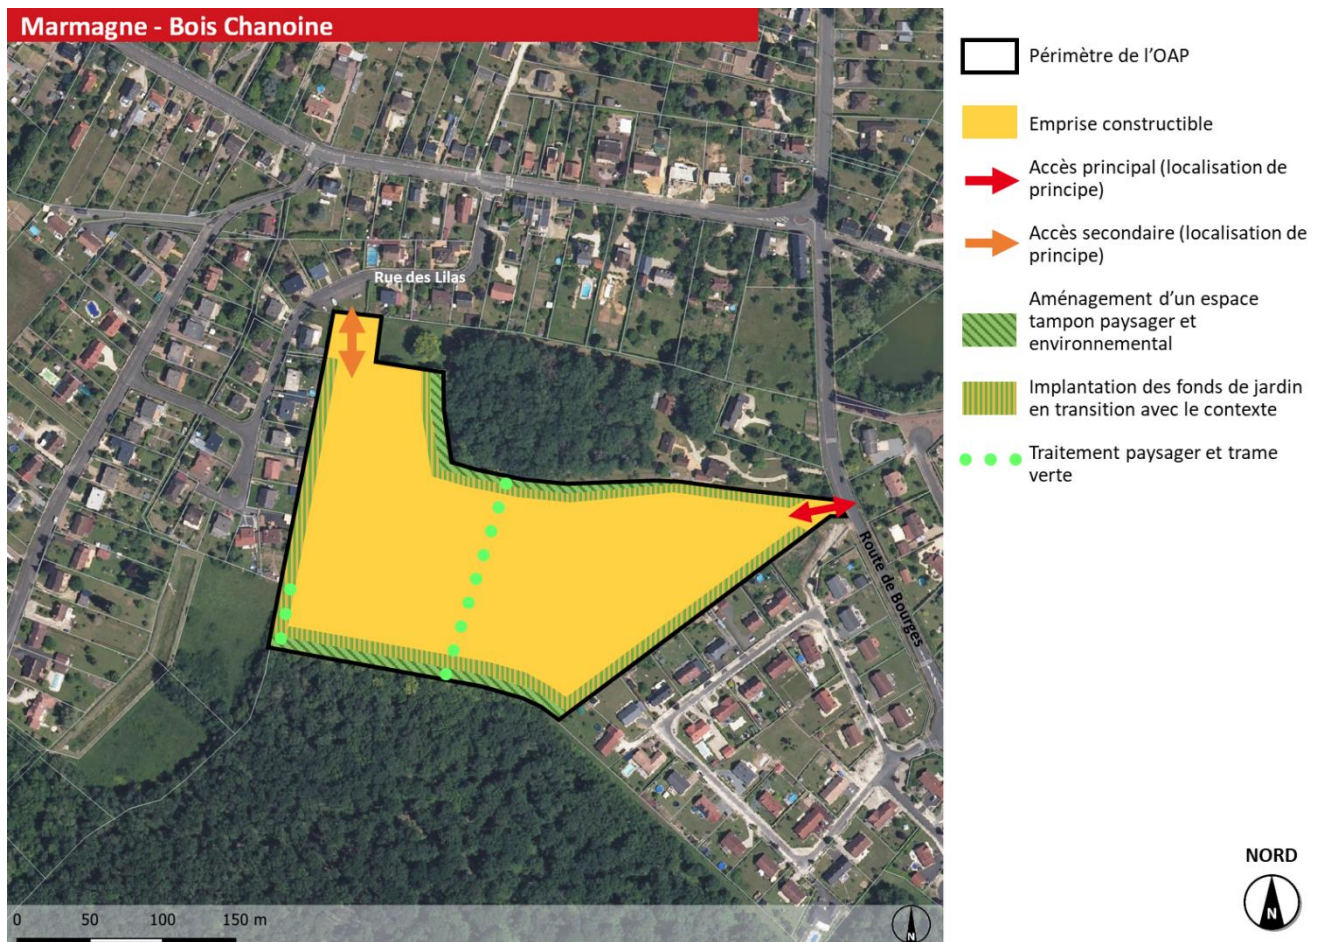 Marmagne - Bois Chanoine
Périmètre de l’OAP
Emprise constructible
Accès principal (localisation de
principe)
Accès secondaire (localisation de
principe)
Aménagement d’un espace
tampon paysager et
environnemental
Implantation des fonds de jardin
en transition avec le contexte
Traitement paysager et trame
verte
Rue des Lilas
Route de Bourges
0 50 100 150 m
N
NORD
N